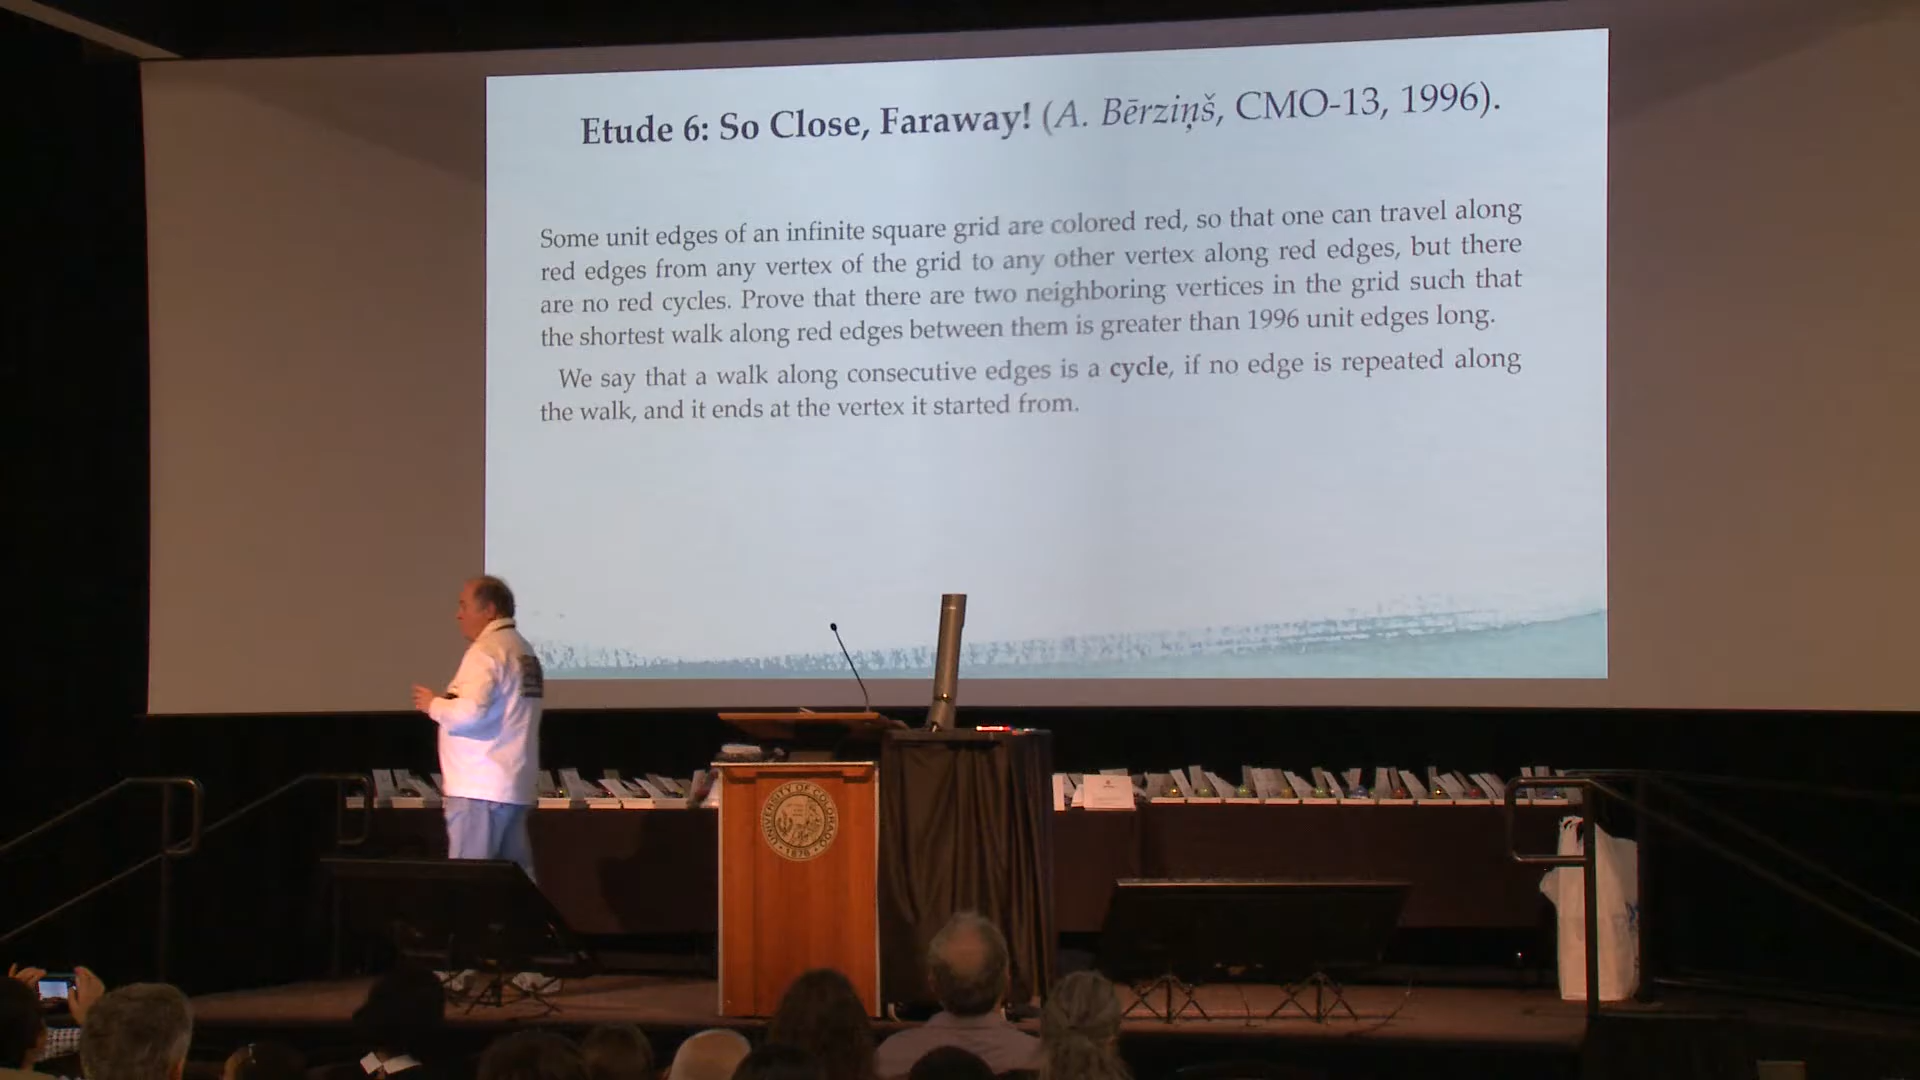 Etude 6: So Close, Faraway! (A. Bērziņš, CMO-13, 1996).
Some unit edges of an infinite square grid are colored red, so that one can travel along
red edges from any vertex of the grid to any other vertex along red edges, but there
are no red cycles. Prove that there are two neighboring vertices in the grid such that
the shortest walk along red edges between them is greater than 1996 unit edges long.
We say that a walk along consecutive edges is a cycle, if no edge is repeated along
the walk, and it ends at the vertex it started from.
UNIVERSITY OF COLORADO
1876